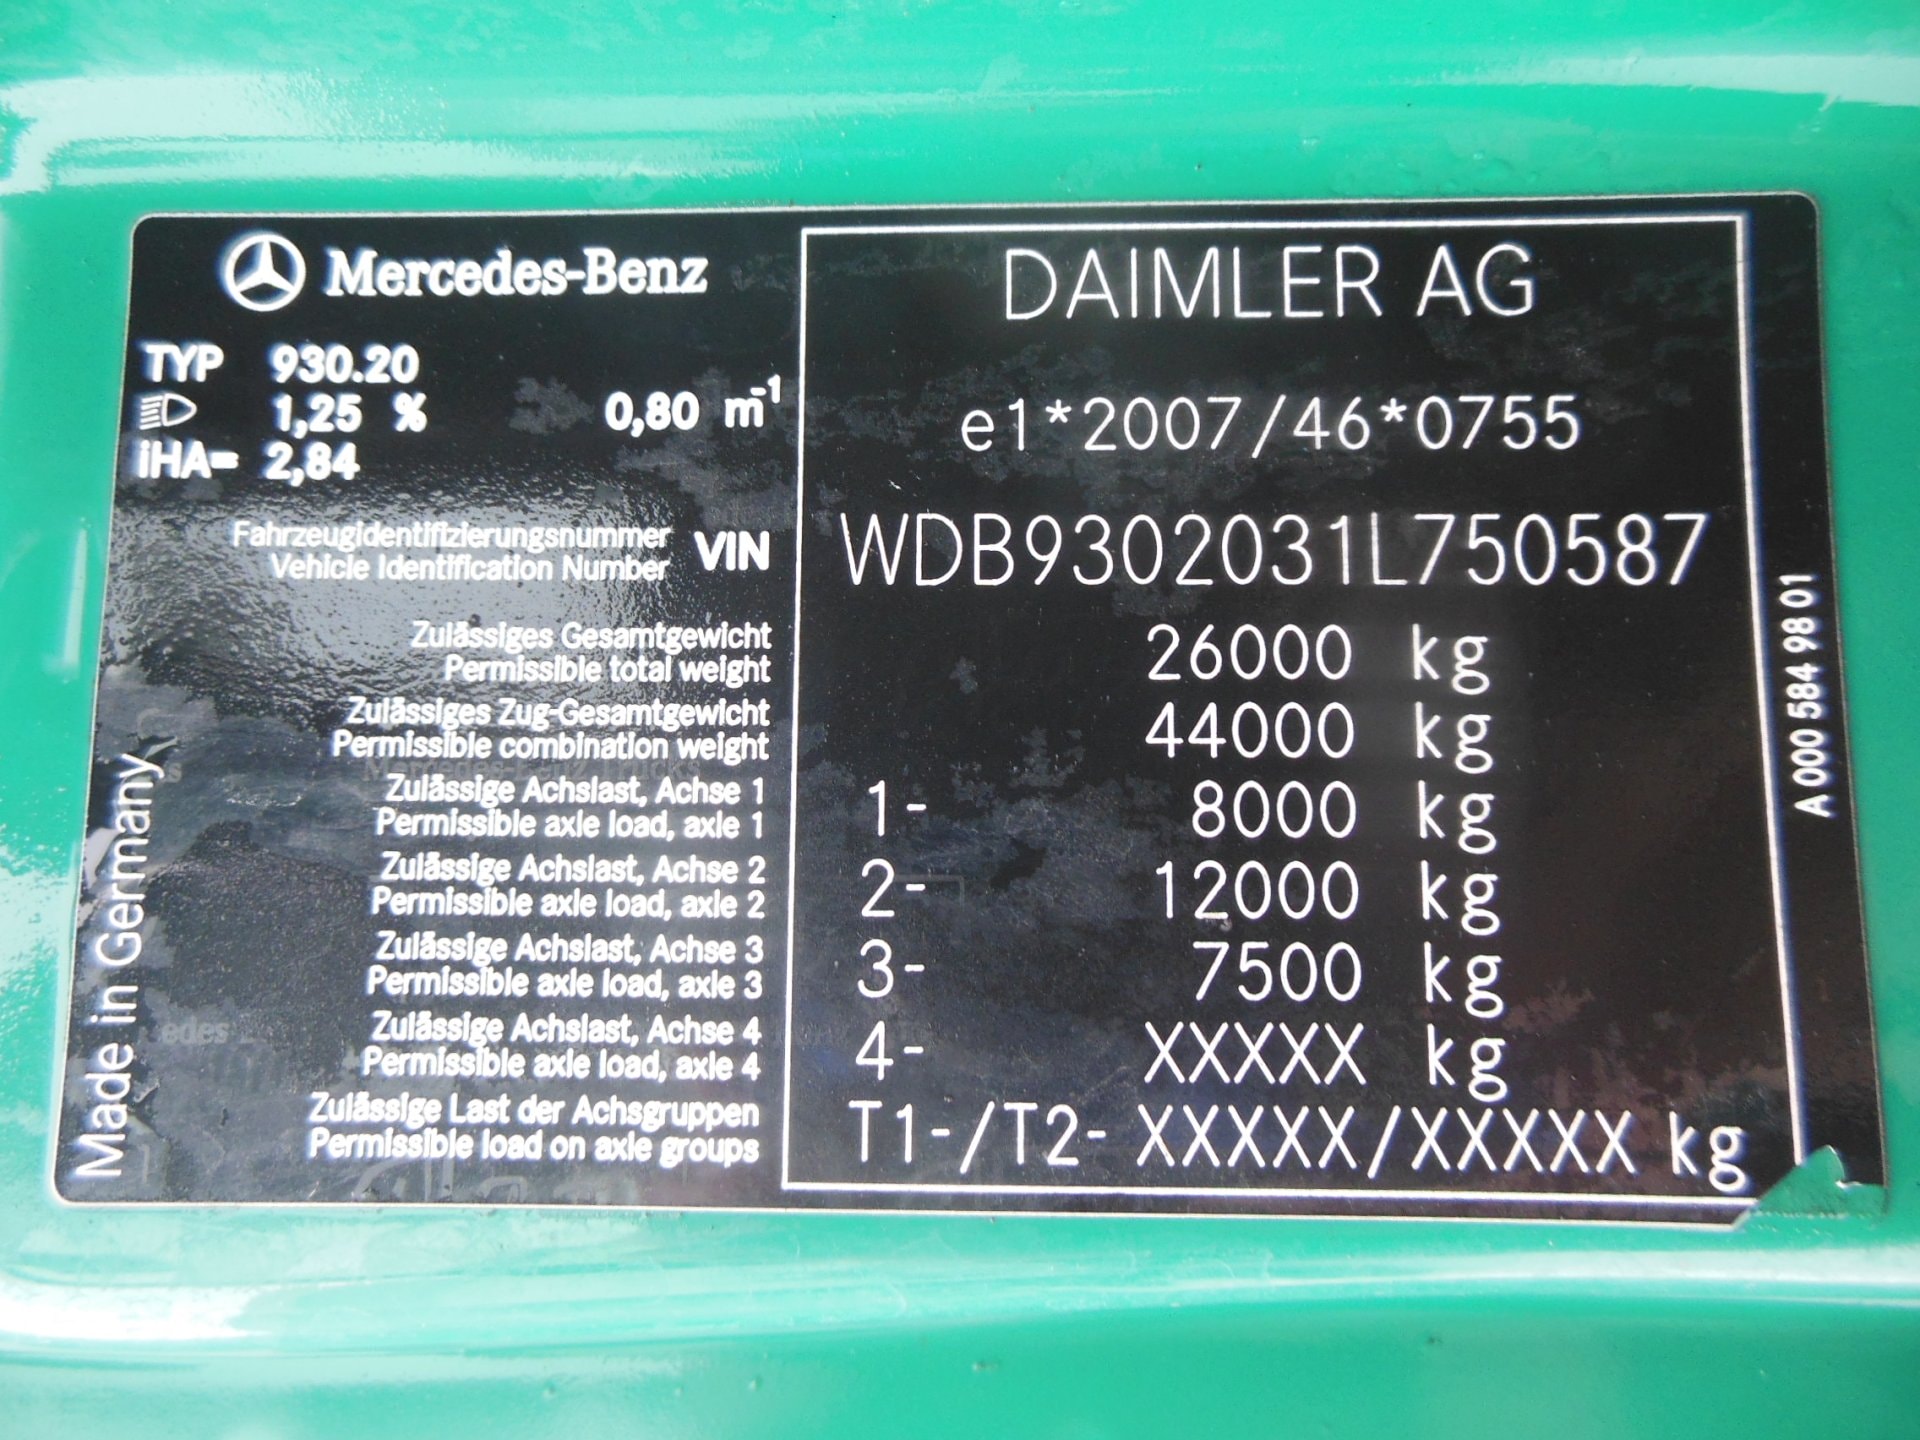 Mercedes-Benz
TYP 930.20
1,25 % 0,80 m-1
iHA= 2,84
DAIMLER AG
e1*2007/46*0755
Fahrzeugidentifizierungsnummer
Vehicle Identification Number
VIN WDB9302031L750587
Zulässiges Gesamtgewicht
Permissible total weight
26000 kg
Zulässiges Zug-Gesamtgewicht
Permissible combination weight
44000 kg
Zulässige Achslast, Achse 1
Permissible axle load, axle 1
1- 8000 kg
Zulässige Achslast, Achse 2
Permissible axle load, axle 2
2- 12000 kg
Zulässige Achslast, Achse 3
Permissible axle load, axle 3
3- 7500 kg
Zulässige Achslast, Achse 4
Permissible axle load, axle 4
4- XXXXX kg
Zulässige Last der Achsgruppen
Permissible load on axle groups
T1-/T2- XXXXX/XXXXX kg
Made in Germany
A 000 584 98 01